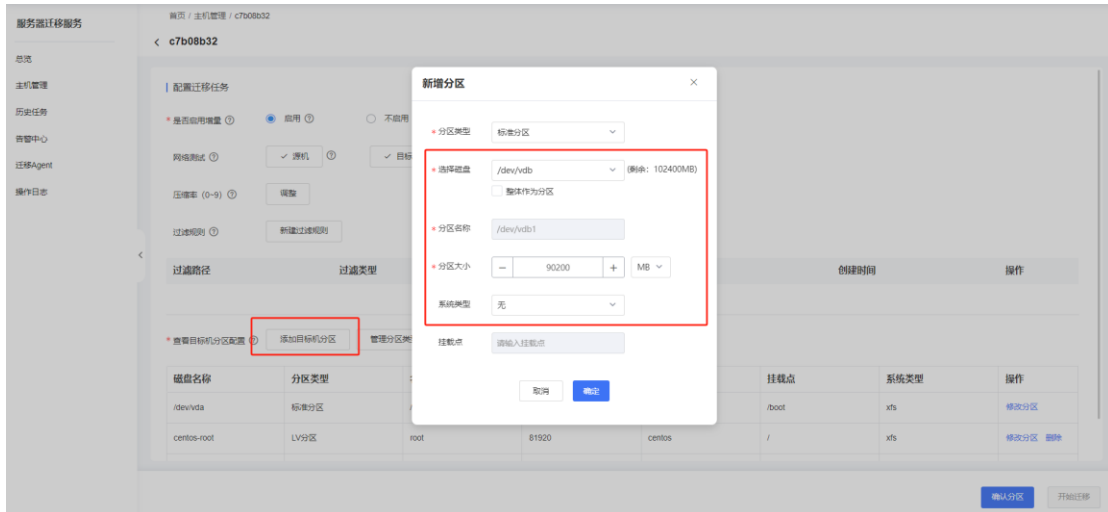 服务器迁移服务
总览
主机管理
历史任务
告警中心
迁移Agent
操作日志
首页 / 主机管理 / c7b08b32
c7b08b32
配置迁移任务
* 是否启用增量 启用 不启用
网络测试 源机 目标
压缩率 (0~9) 调整
过滤规则 新建过滤规则
过滤路径 过滤类型 创建时间 操作
* 查看目标机分区配置 添加目标机分区 管理分区类
磁盘名称 分区类型 挂载点 系统类型 操作
/dev/vda 标准分区 / /boot xfs 修改分区
centos-root LV分区 root 81920 centos / xfs 修改分区 删除
确认分区 开始迁移
新增分区
* 分区类型 标准分区
* 选择磁盘 /dev/vdb (剩余：102400MB)
整体作为分区
* 分区名称 /dev/vdb1
* 分区大小 − 90200 + MB
系统类型 无
挂载点 请输入挂载点
取消 确定